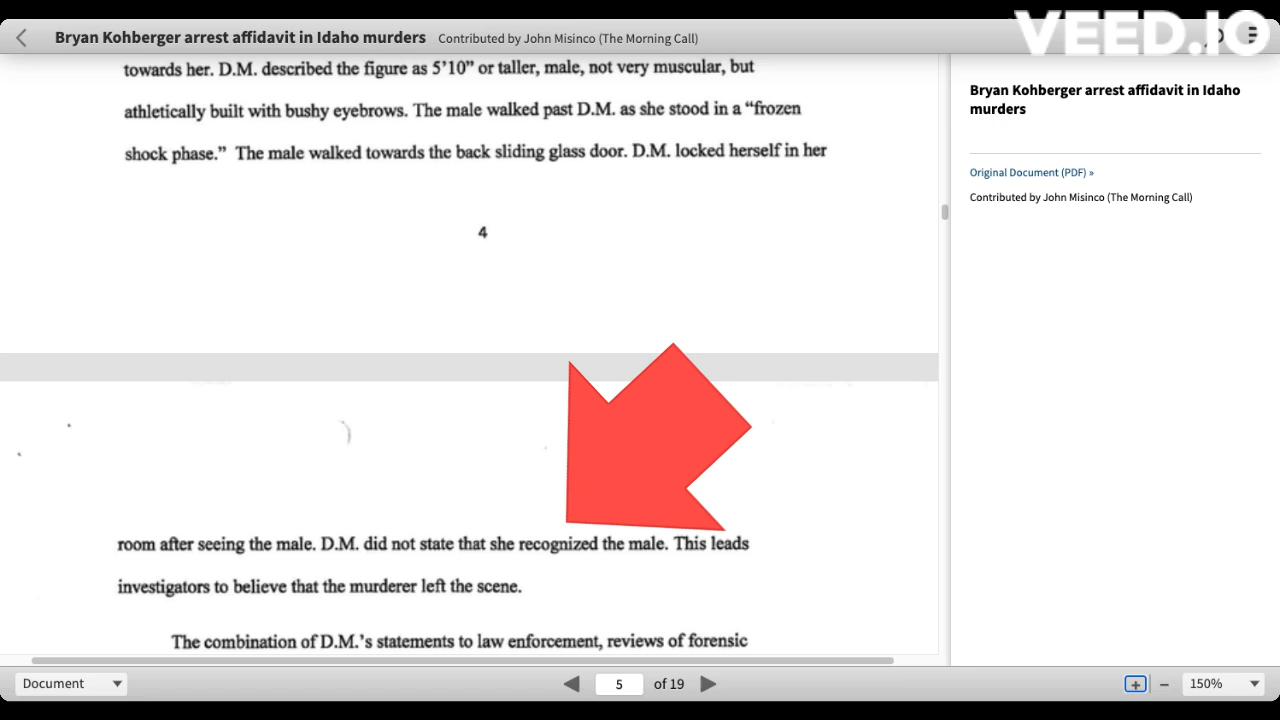 VEED.IO
Bryan Kohberger arrest affidavit in Idaho murders Contributed by John Misinco (The Morning Call)
towards her. D.M. described the figure as 5’10” or taller, male, not very muscular, but
athletically built with bushy eyebrows. The male walked past D.M. as she stood in a “frozen
shock phase.” The male walked towards the back sliding glass door. D.M. locked herself in her
4
room after seeing the male. D.M. did not state that she recognized the male. This leads
investigators to believe that the murderer left the scene.
The combination of D.M.'s statements to law enforcement, reviews of forensic
Bryan Kohberger arrest affidavit in Idaho
murders
Original Document (PDF) »
Contributed by John Misinco (The Morning Call)
Document 5 of 19 150%